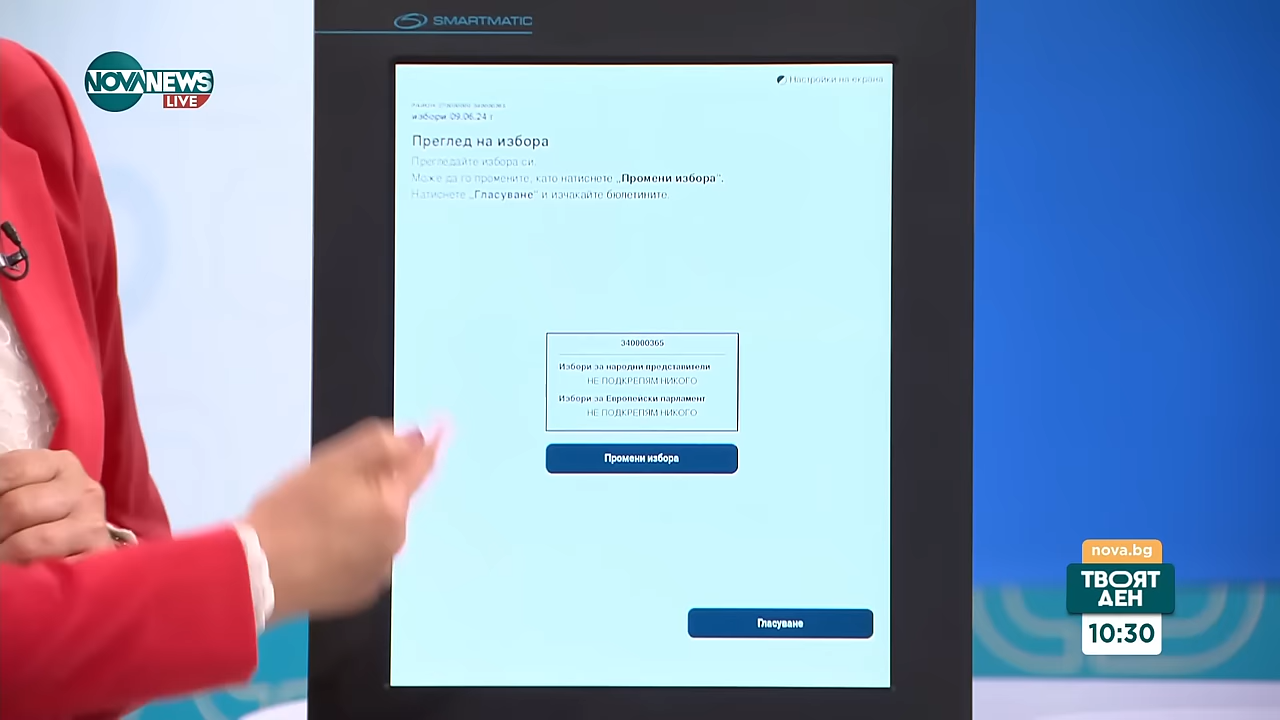 SMARTMATIC
NOVANEWS
LIVE
Настройки на екрана
избори 09.06.24 г
Преглед на избора
Прегледайте избора си.
Може да го промените, като натиснете „Промени избора".
Натиснете „Гласуване" и изчакайте бюлетините.
340000365
Избори за народни представители
НЕ ПОДКРЕПЯМ НИКОГО
Избори за Европейски парламент
НЕ ПОДКРЕПЯМ НИКОГО
Промени избора
Гласуване
nova.bg
ТВОЯТ
ДЕН
10:30